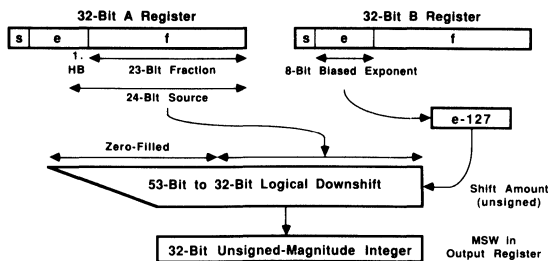 32-Bit A Register
32-Bit B Register
s e f
s e f
1.
HB
23-Bit Fraction
8-Bit Biased Exponent
24-Bit Source
e-127
Zero-Filled
53-Bit to 32-Bit Logical Downshift
Shift Amount
(unsigned)
32-Bit Unsigned-Magnitude Integer
MSW in
Output Register